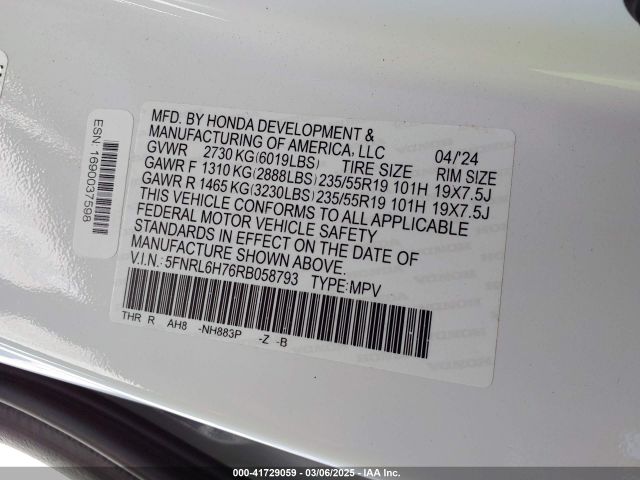 MFD. BY HONDA DEVELOPMENT &
MANUFACTURING OF AMERICA, LLC 04/'24
GVWR 2730 KG(6019LBS) TIRE SIZE RIM SIZE
GAWR F 1310 KG(2888LBS) 235/55R19 101H 19X7.5J
GAWR R 1465 KG(3230LBS) 235/55R19 101H 19X7.5J
THIS VEHICLE CONFORMS TO ALL APPLICABLE
FEDERAL MOTOR VEHICLE SAFETY
STANDARDS IN EFFECT ON THE DATE OF
MANUFACTURE SHOWN ABOVE.
V.I.N.: 5FNRL6H76RB058793 TYPE:MPV
THR R AH8 -NH883P -Z -B
ESN: 1690037598
000-41729059 — 03/06/2025 — IAA Inc.